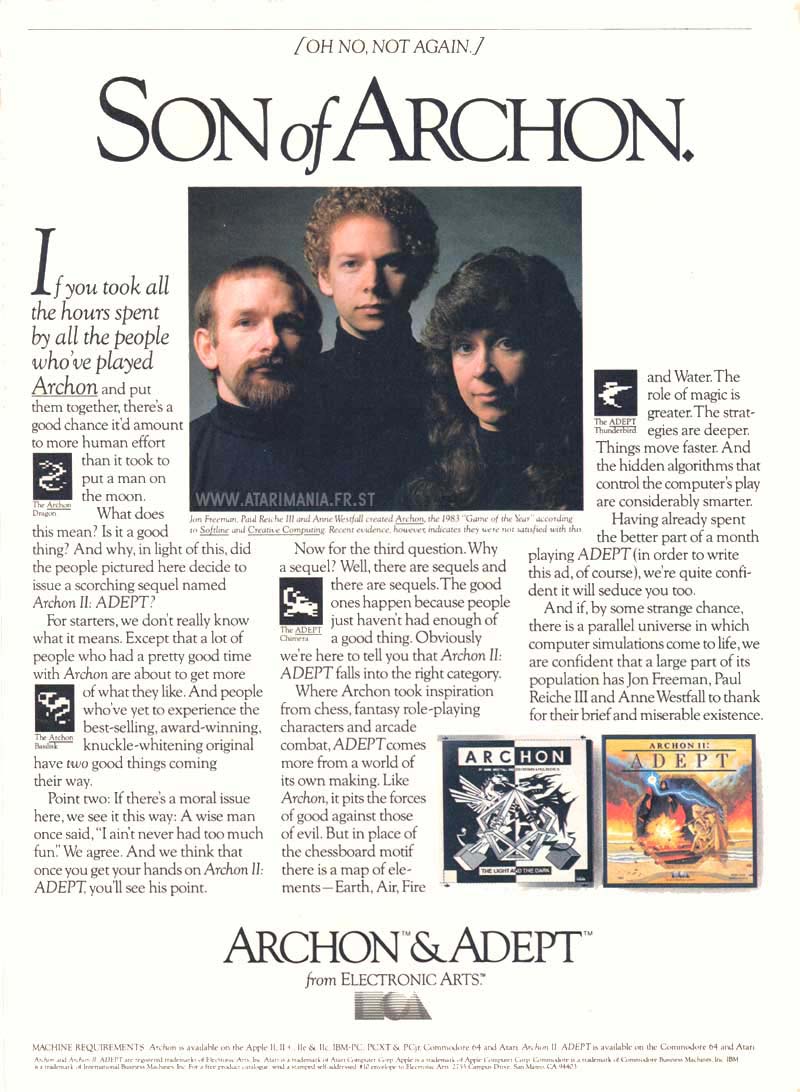 [OH NO, NOT AGAIN.]
SON of ARCHON.
If you took all
the hours spent
by all the people
who've played
Archon and put
them together, there's a
good chance it'd amount
to more human effort
than it took to
put a man on
the moon.
The Archon
Dragon
What does
this mean? Is it a good
thing? And why, in light of this, did
the people pictured here decide to
issue a scorching sequel named
Archon II: ADEPT?
For starters, we don't really know
what it means. Except that a lot of
people who had a pretty good time
with Archon are about to get more
of what they like. And people
who've yet to experience the
best-selling, award-winning,
knuckle-whitening original
The Archon
Basilisk
have two good things coming
their way.
Point two: If there's a moral issue
here, we see it this way: A wise man
once said, "I ain't never had too much
fun." We agree. And we think that
once you get your hands on Archon II:
ADEPT, you'll see his point.
WWW.ATARIMANIA.FR.ST
Jon Freeman, Paul Reiche III and Anne Westfall created Archon, the 1983 "Game of the Year" according
to Softline and Creative Computing. Recent evidence, however, indicates they were not satisfied with this.
Now for the third question. Why
a sequel? Well, there are sequels and
there are sequels. The good
ones happen because people
just haven't had enough of
a good thing. Obviously
The ADEPT
Chimera
we're here to tell you that Archon II:
ADEPT falls into the right category.
Where Archon took inspiration
from chess, fantasy role-playing
characters and arcade
combat, ADEPT comes
more from a world of
its own making. Like
Archon, it pits the forces
of good against those
of evil. But in place of
the chessboard motif
there is a map of ele-
ments—Earth, Air, Fire
and Water. The
role of magic is
greater. The strat-
egies are deeper.
The ADEPT
Thunderbird
Things move faster. And
the hidden algorithms that
control the computer's play
are considerably smarter.
Having already spent
the better part of a month
playing ADEPT (in order to write
this ad, of course), we're quite confi-
dent it will seduce you too.
And if, by some strange chance,
there is a parallel universe in which
computer simulations come to life, we
are confident that a large part of its
population has Jon Freeman, Paul
Reiche III and Anne Westfall to thank
for their brief and miserable existence.
ARCHON
THE LIGHT AND THE DARK
ARCHON II:
ADEPT
ARCHON™ & ADEPT™
from ELECTRONIC ARTS™
MACHINE REQUIREMENTS: Archon is available on the Apple II, II+, IIe & IIc, IBM-PC, PCXT & PCjr, Commodore 64 and Atari. Archon II: ADEPT is available on the Commodore 64 and Atari.
Archon and Archon II: ADEPT are registered trademarks of Electronic Arts, Inc. Atari is a trademark of Atari Computer Corp. Apple is a trademark of Apple Computer Corp. Commodore is a trademark of Commodore Business Machines, Inc. IBM
is a trademark of International Business Machines, Inc. For a free product catalogue, send a stamped self-addressed #10 envelope to Electronic Arts, 2755 Campus Drive, San Mateo, CA 94403.